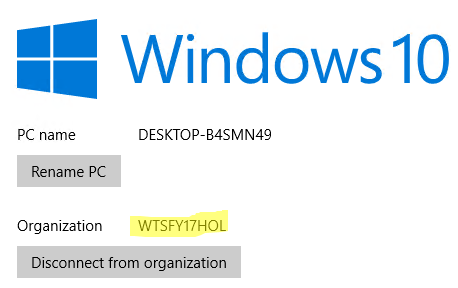 Windows 10
PC name DESKTOP-B4SMN49
Rename PC
Organization WTSFY17HOL
Disconnect from organization